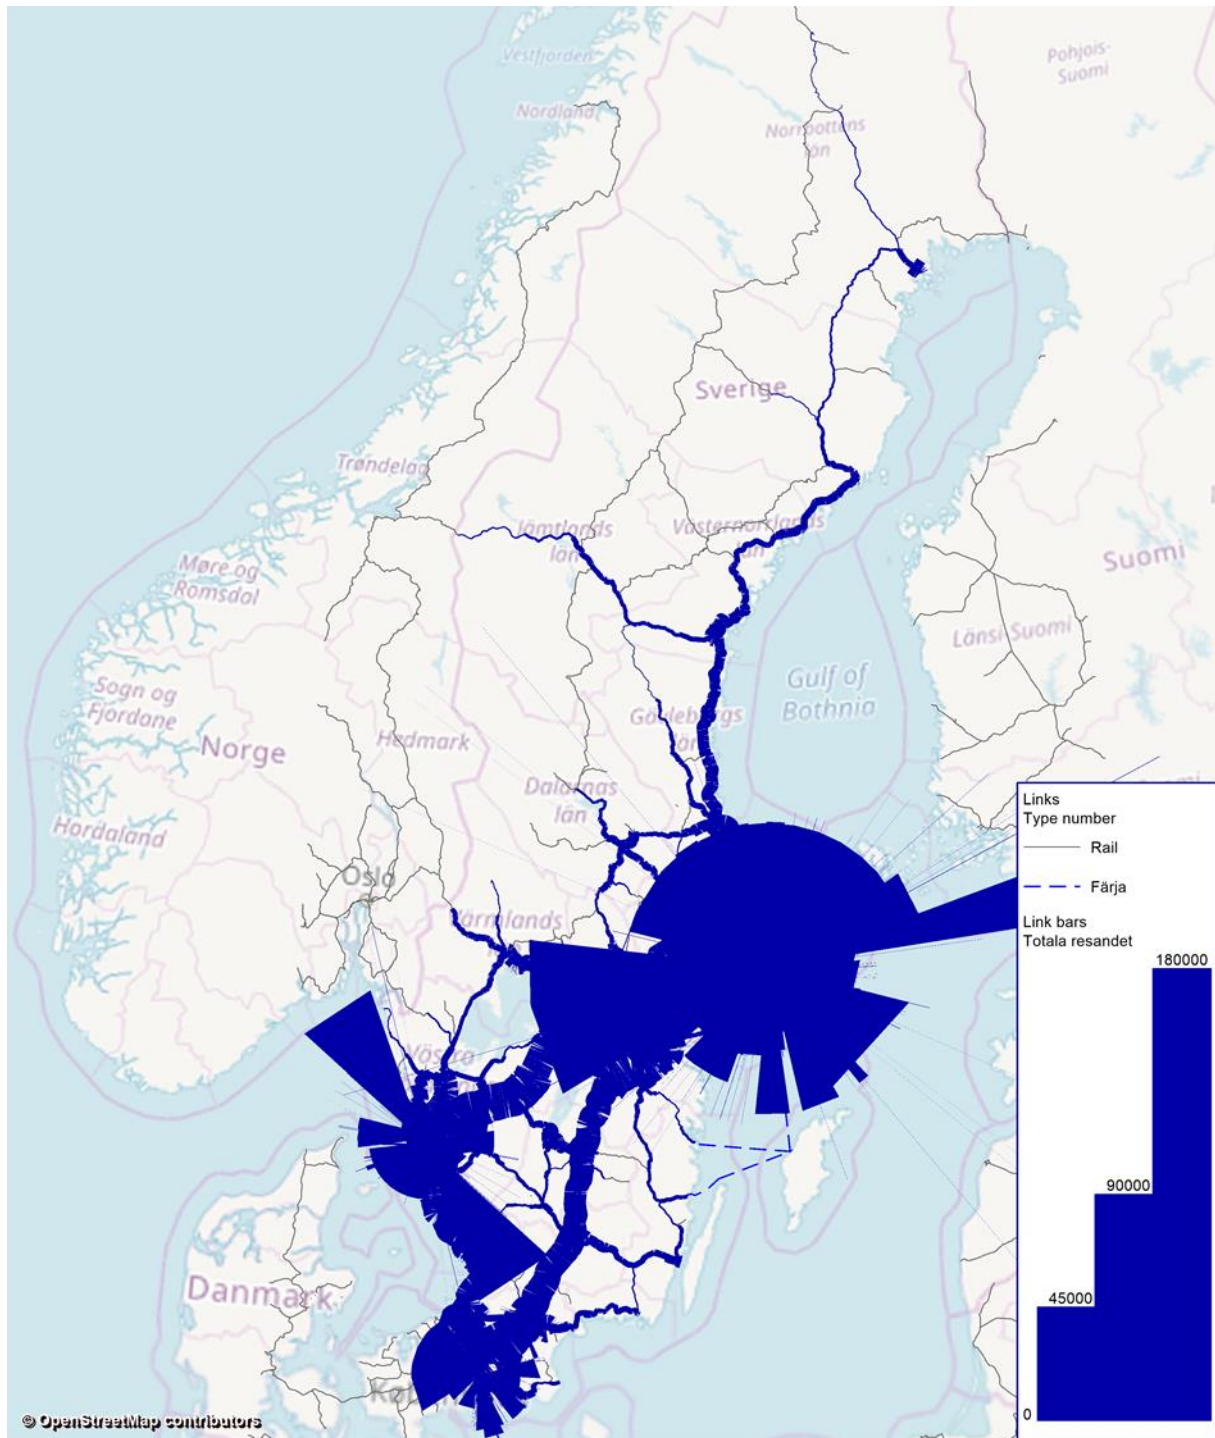 Vestfjorden
Pohjois-
Suomi
Nordland
Norrbottens
län
Sverige
Trøndelag
Jämtlands
län
Västernorrlands
län
Suomi
Møre og
Romsdal
Länsi-Suomi
Sogn og
Fjordane
Gulf of
Bothnia
Gävleborgs
län
Norge
Hedmark
Dalarnas
län
Hordaland
Oslo
Värmlands
Västra
Danmark
Links
Type number
Rail
Färja
Link bars
Totala resandet
180000
90000
45000
0
© OpenStreetMap contributors